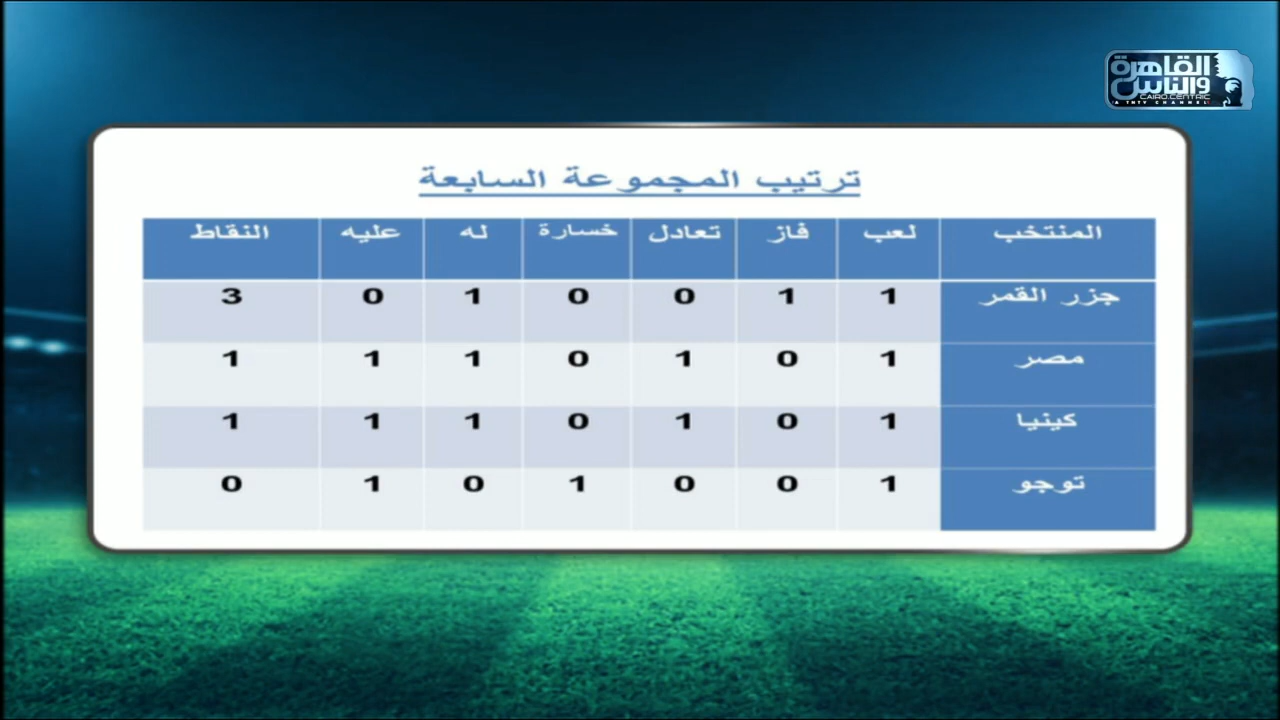 القاهرة
والناس
CAIRO.CENTRIC
A TNTV CHANNEL
ترتيب المجموعة السابعة
المنتخب لعب فاز تعادل خسارة له عليه النقاط
جزر القمر 1 1 0 0 1 0 3
مصر 1 0 1 0 1 1 1
كينيا 1 0 1 0 1 1 1
توجو 1 0 0 1 0 1 0